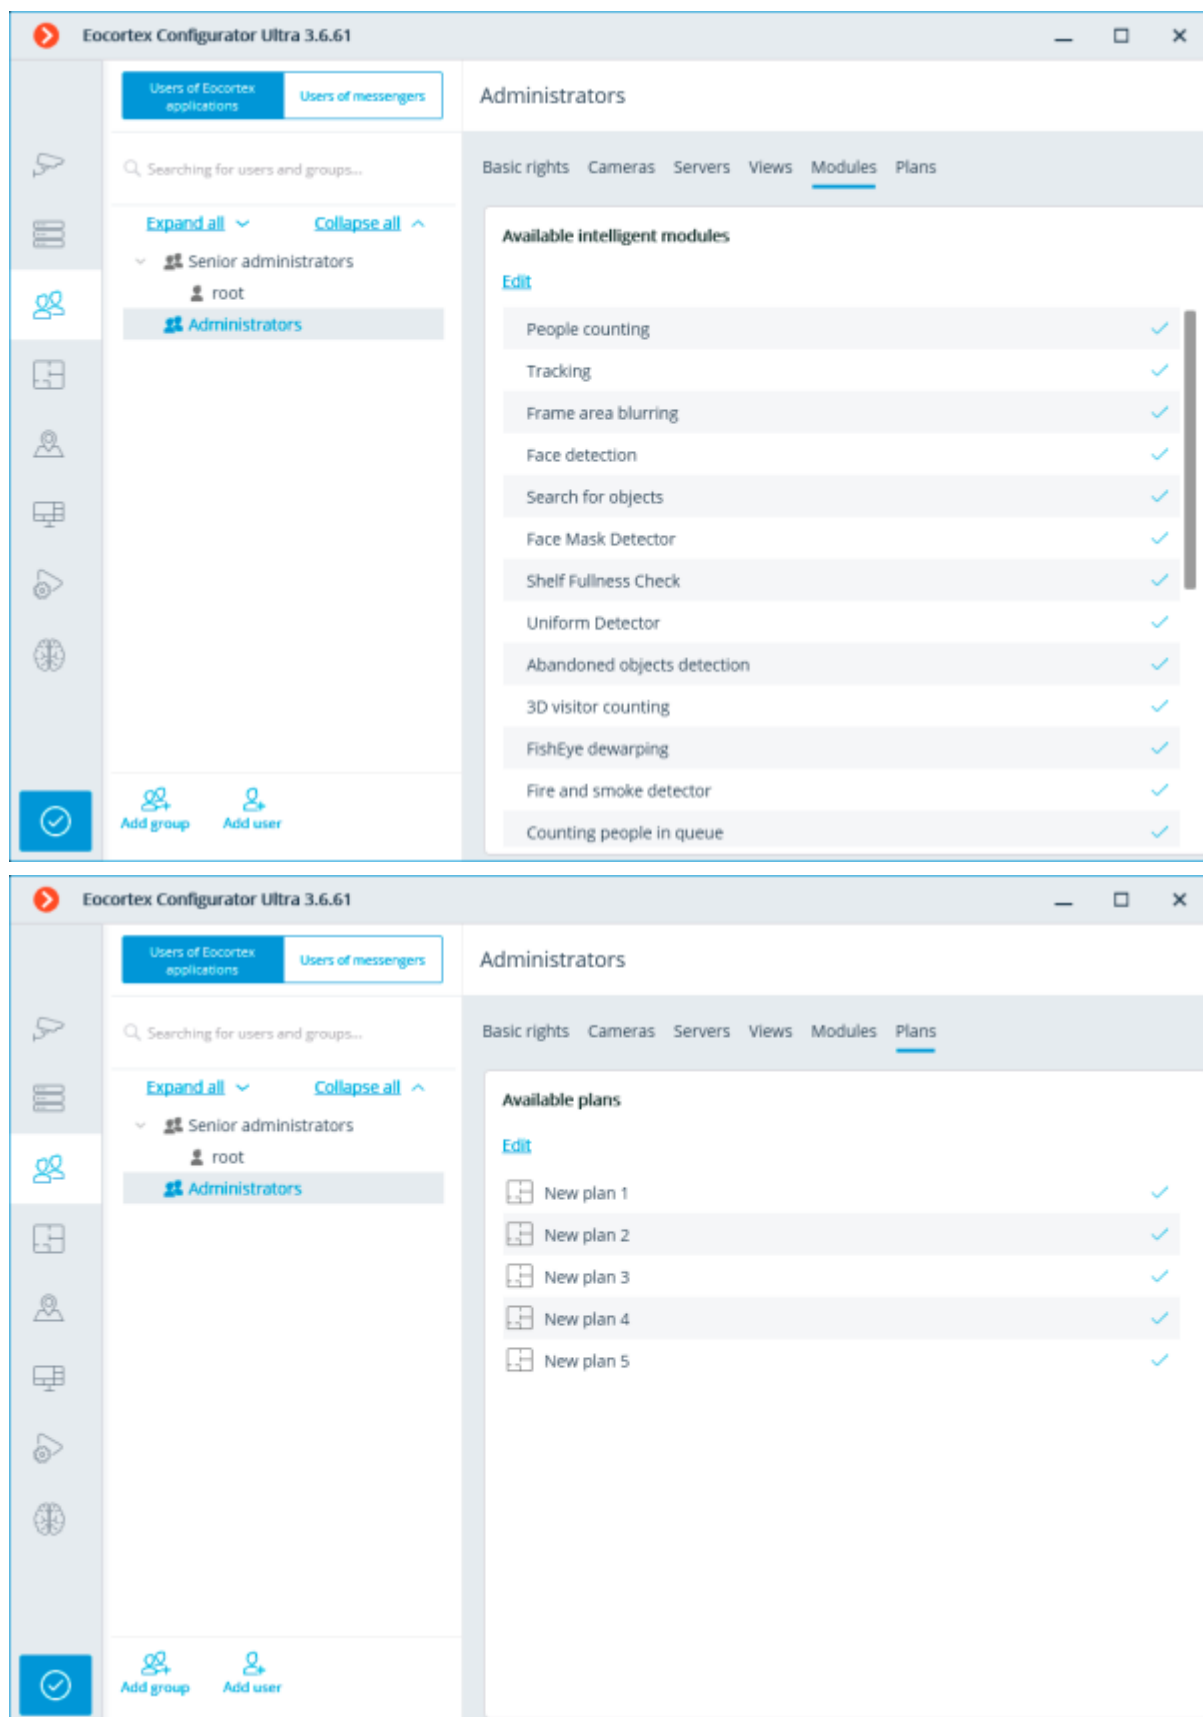 Eocortex Configurator Ultra 3.6.61
Users of Eocortex
applications
Users of messengers
Administrators
Searching for users and groups...
Basic rights Cameras Servers Views Modules Plans
Expand all Collapse all
Senior administrators
root
Administrators
Available intelligent modules
Edit
People counting
Tracking
Frame area blurring
Face detection
Search for objects
Face Mask Detector
Shelf Fullness Check
Uniform Detector
Abandoned objects detection
3D visitor counting
FishEye dewarping
Fire and smoke detector
Counting people in queue
Add group Add user
Eocortex Configurator Ultra 3.6.61
Users of Eocortex
applications
Users of messengers
Administrators
Searching for users and groups...
Basic rights Cameras Servers Views Modules Plans
Expand all Collapse all
Senior administrators
root
Administrators
Available plans
Edit
New plan 1
New plan 2
New plan 3
New plan 4
New plan 5
Add group Add user